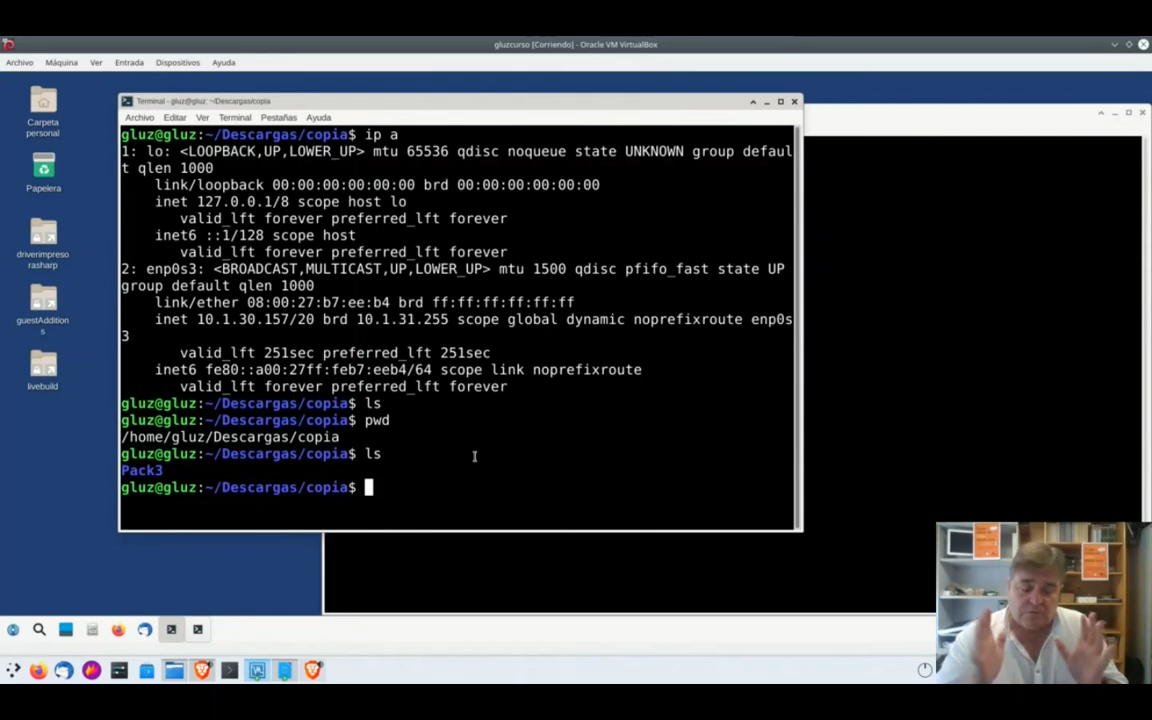 gluzcurso [Corriendo] - Oracle VM VirtualBox
Archivo Máquina Ver Entrada Dispositivos Ayuda
Terminal - gluz@gluz: ~/Descargas/copia
Archivo Editar Ver Terminal Pestañas Ayuda
gluz@gluz:~/Descargas/copia$ ip a
1: lo: <LOOPBACK,UP,LOWER_UP> mtu 65536 qdisc noqueue state UNKNOWN group defaul
t qlen 1000
link/loopback 00:00:00:00:00:00 brd 00:00:00:00:00:00
inet 127.0.0.1/8 scope host lo
valid_lft forever preferred_lft forever
inet6 ::1/128 scope host
valid_lft forever preferred_lft forever
2: enp0s3: <BROADCAST,MULTICAST,UP,LOWER_UP> mtu 1500 qdisc pfifo_fast state UP
group default qlen 1000
link/ether 08:00:27:b7:ee:b4 brd ff:ff:ff:ff:ff:ff
inet 10.1.30.157/20 brd 10.1.31.255 scope global dynamic noprefixroute enp0s
3
valid_lft 251sec preferred_lft 251sec
inet6 fe80::a00:27ff:feb7:eeb4/64 scope link noprefixroute
valid_lft forever preferred_lft forever
gluz@gluz:~/Descargas/copia$ ls
gluz@gluz:~/Descargas/copia$ pwd
/home/gluz/Descargas/copia
gluz@gluz:~/Descargas/copia$ ls
Pack3
gluz@gluz:~/Descargas/copia$
Carpeta
personal
Papelera
driverimpreso
rasharp
guestAddition
s
livebuild